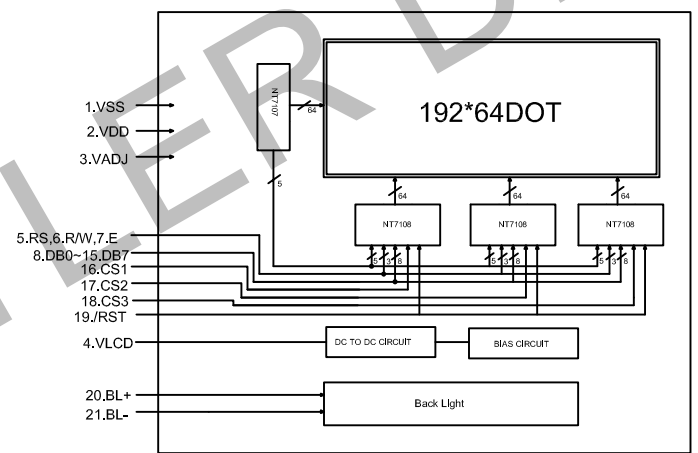 LER D
192*64DOT
NT7107
64
1.VSS
2.VDD
3.VADJ
5
64
64
64
NT7108
NT7108
NT7108
5.RS,6.R/W,7.E
8.DB0~15.DB7
5 3 8
5 3 8
5 3 8
16.CS1
17.CS2
18.CS3
19./RST
4.VLCD
DC TO DC CIRCUIT
BIAS CIRCUIT
20.BL+
21.BL-
Back LIght